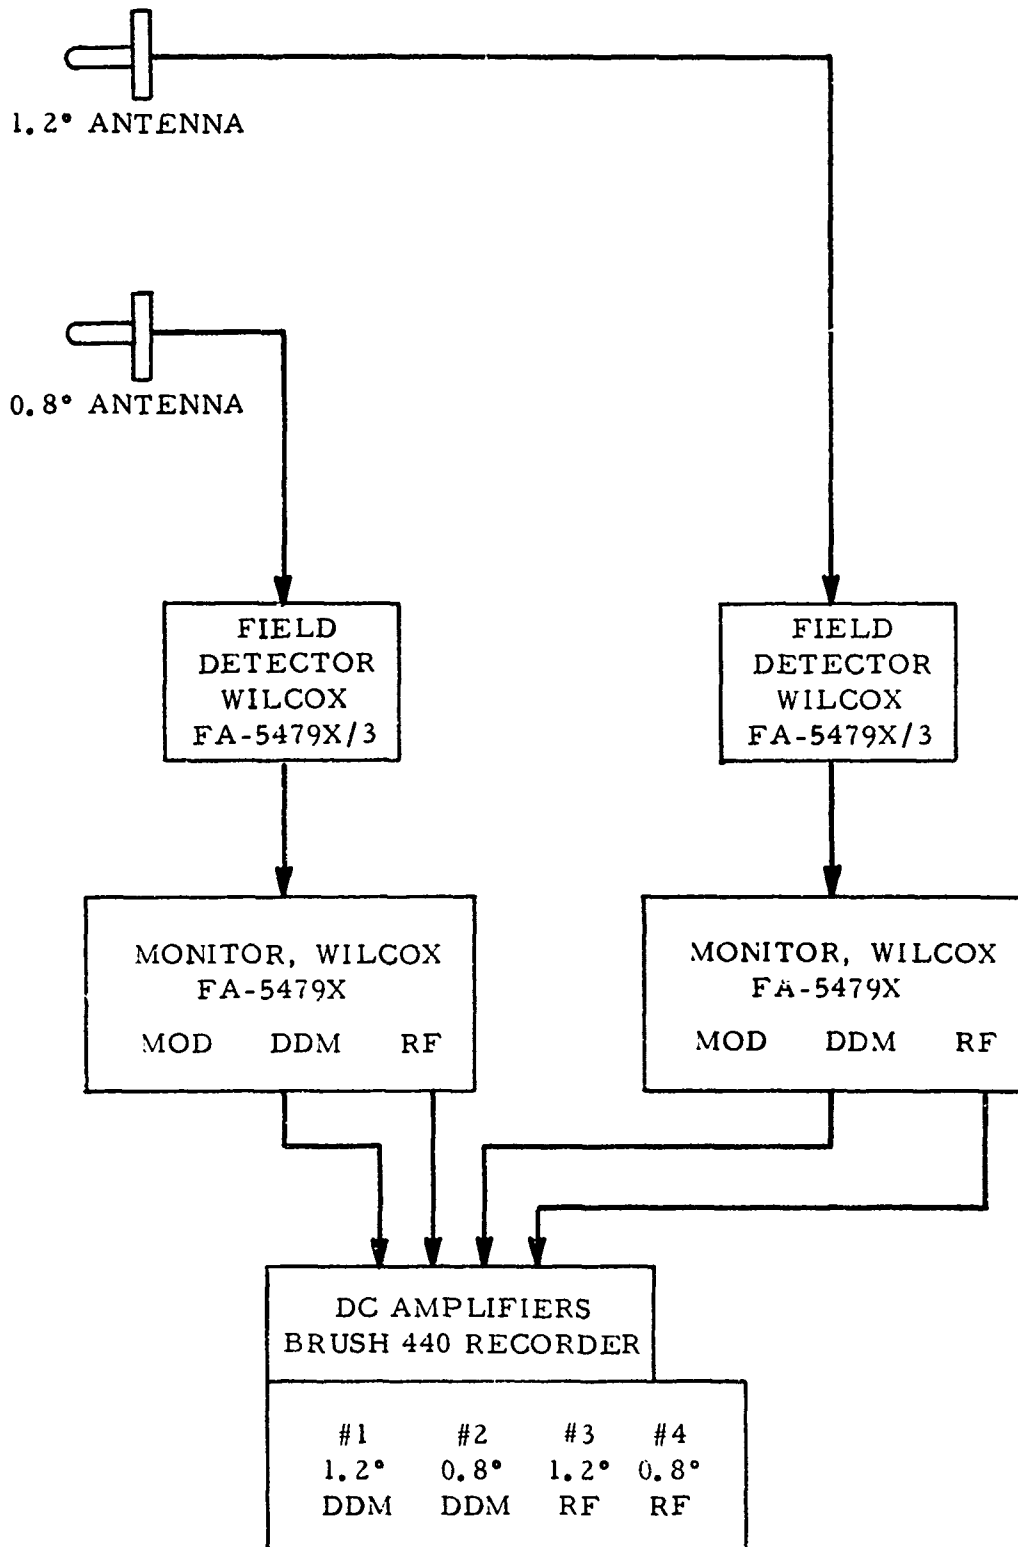 1.2° ANTENNA
0.8° ANTENNA
FIELD
DETECTOR
WILCOX
FA-5479X/3
FIELD
DETECTOR
WILCOX
FA-5479X/3
MONITOR, WILCOX
FA-5479X
MOD DDM RF
MONITOR, WILCOX
FA-5479X
MOD DDM RF
DC AMPLIFIERS
BRUSH 440 RECORDER
#1 #2 #3 #4
1.2° 0.8° 1.2° 0.8°
DDM DDM RF RF